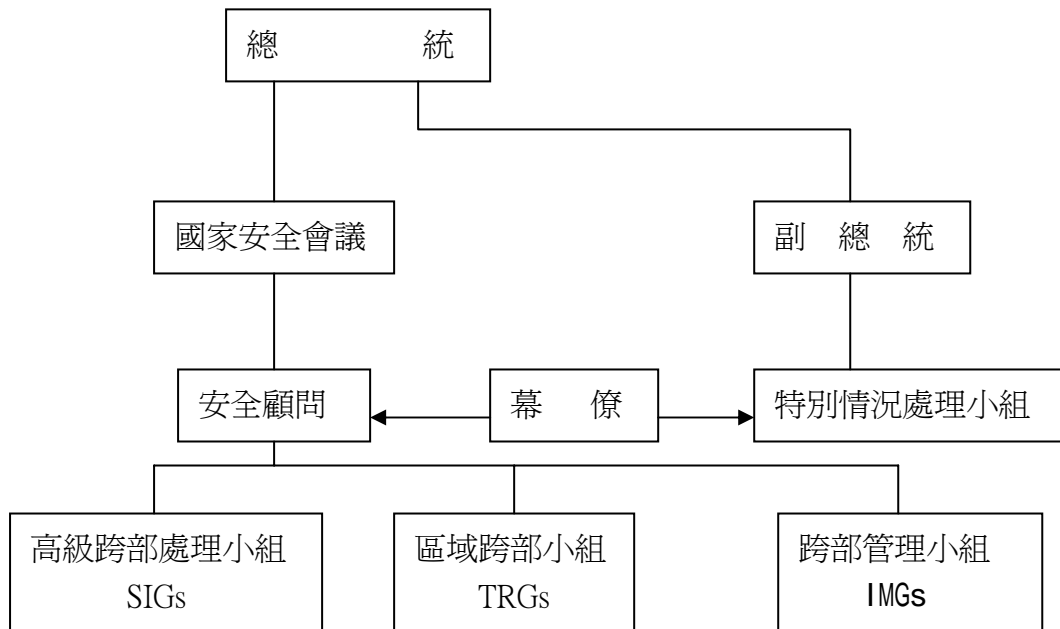 總 統
國家安全會議
副 總 統
安全顧問
幕 僚
特別情況處理小組
高級跨部處理小組
SIGs
區域跨部小組
TRGs
跨部管理小組
IMGs